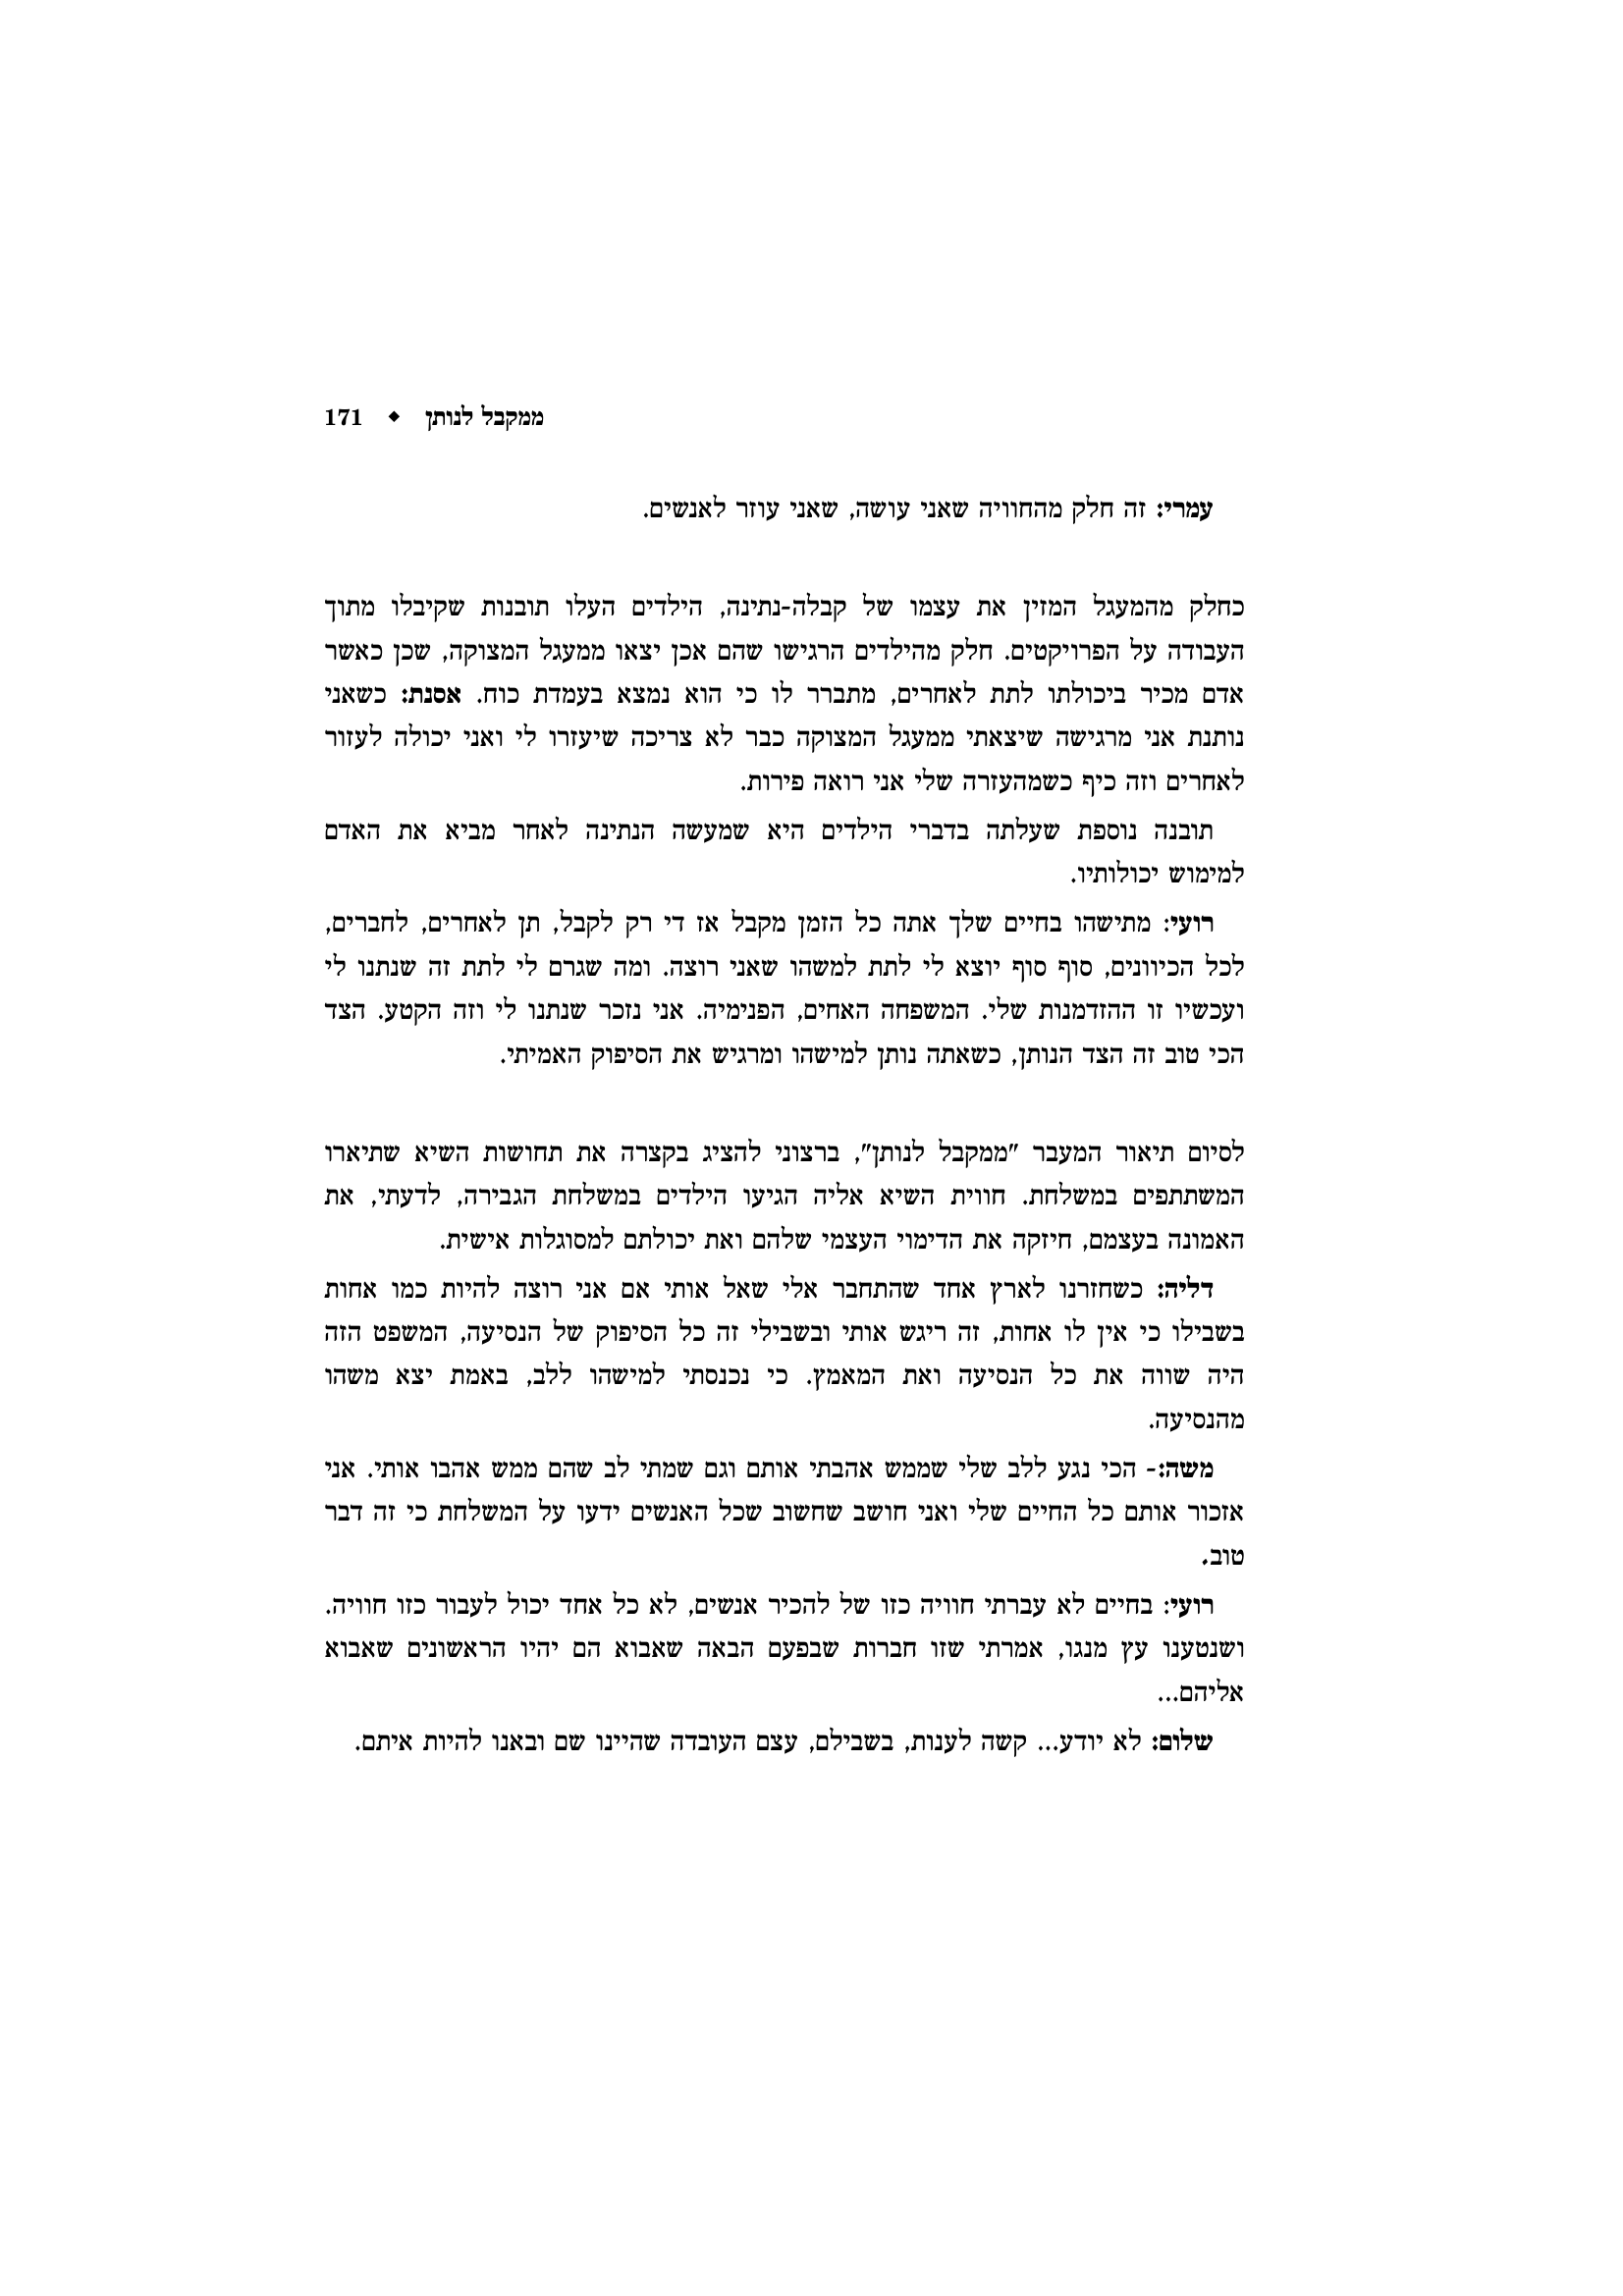 ממקבל לנותן ◆ 171
עמרי: זה חלק מהחוויה שאני עושה, שאני עוזר לאנשים.
כחלק מהמעגל המזין את עצמו של קבלה-נתינה, הילדים העלו תובנות שקיבלו מתוך
העבודה על הפרויקטים. חלק מהילדים הרגישו שהם אכן יצאו ממעגל המצוקה, שכן כאשר
אדם מכיר ביכולתו לתת לאחרים, מתברר לו כי הוא נמצא בעמדת כוח. אסנת: כשאני
נותנת אני מרגישה שיצאתי ממעגל המצוקה כבר לא צריכה שיעזרו לי ואני יכולה לעזור
לאחרים וזה כיף כשמהעזרה שלי אני רואה פירות.
תובנה נוספת שעלתה בדברי הילדים היא שמעשה הנתינה לאחר מביא את האדם
למימוש יכולותיו.
רועי: מתישהו בחיים שלך אתה כל הזמן מקבל אז די רק לקבל, תן לאחרים, לחברים,
לכל הכיוונים, סוף סוף יוצא לי לתת למשהו שאני רוצה. ומה שגרם לי לתת זה שנתנו לי
ועכשיו זו ההזדמנות שלי. המשפחה האחים, הפנימיה. אני נזכר שנתנו לי וזה הקטע. הצד
הכי טוב זה הצד הנותן, כשאתה נותן למישהו ומרגיש את הסיפוק האמיתי.
לסיום תיאור המעבר "ממקבל לנותן", ברצוני להציג בקצרה את תחושות השיא שתיארו
המשתתפים במשלחת. חווית השיא אליה הגיעו הילדים במשלחת הגבירה, לדעתי, את
האמונה בעצמם, חיזקה את הדימוי העצמי שלהם ואת יכולתם למסוגלות אישית.
דליה: כשחזרנו לארץ אחד שהתחבר אלי שאל אותי אם אני רוצה להיות כמו אחות
בשבילו כי אין לו אחות, זה ריגש אותי ובשבילי זה כל הסיפוק של הנסיעה, המשפט הזה
היה שווה את כל הנסיעה ואת המאמץ. כי נכנסתי למישהו ללב, באמת יצא משהו
מהנסיעה.
משה:- הכי נגע ללב שלי שממש אהבתי אותם וגם שמתי לב שהם ממש אהבו אותי. אני
אזכור אותם כל החיים שלי ואני חושב שחשוב שכל האנשים ידעו על המשלחת כי זה דבר
טוב.
רועי: בחיים לא עברתי חוויה כזו של להכיר אנשים, לא כל אחד יכול לעבור כזו חוויה.
ושנטענו עץ מנגו, אמרתי שזו חברות שבפעם הבאה שאבוא הם יהיו הראשונים שאבוא
אליהם...
שלום: לא יודע... קשה לענות, בשבילם, עצם העובדה שהיינו שם ובאנו להיות איתם.